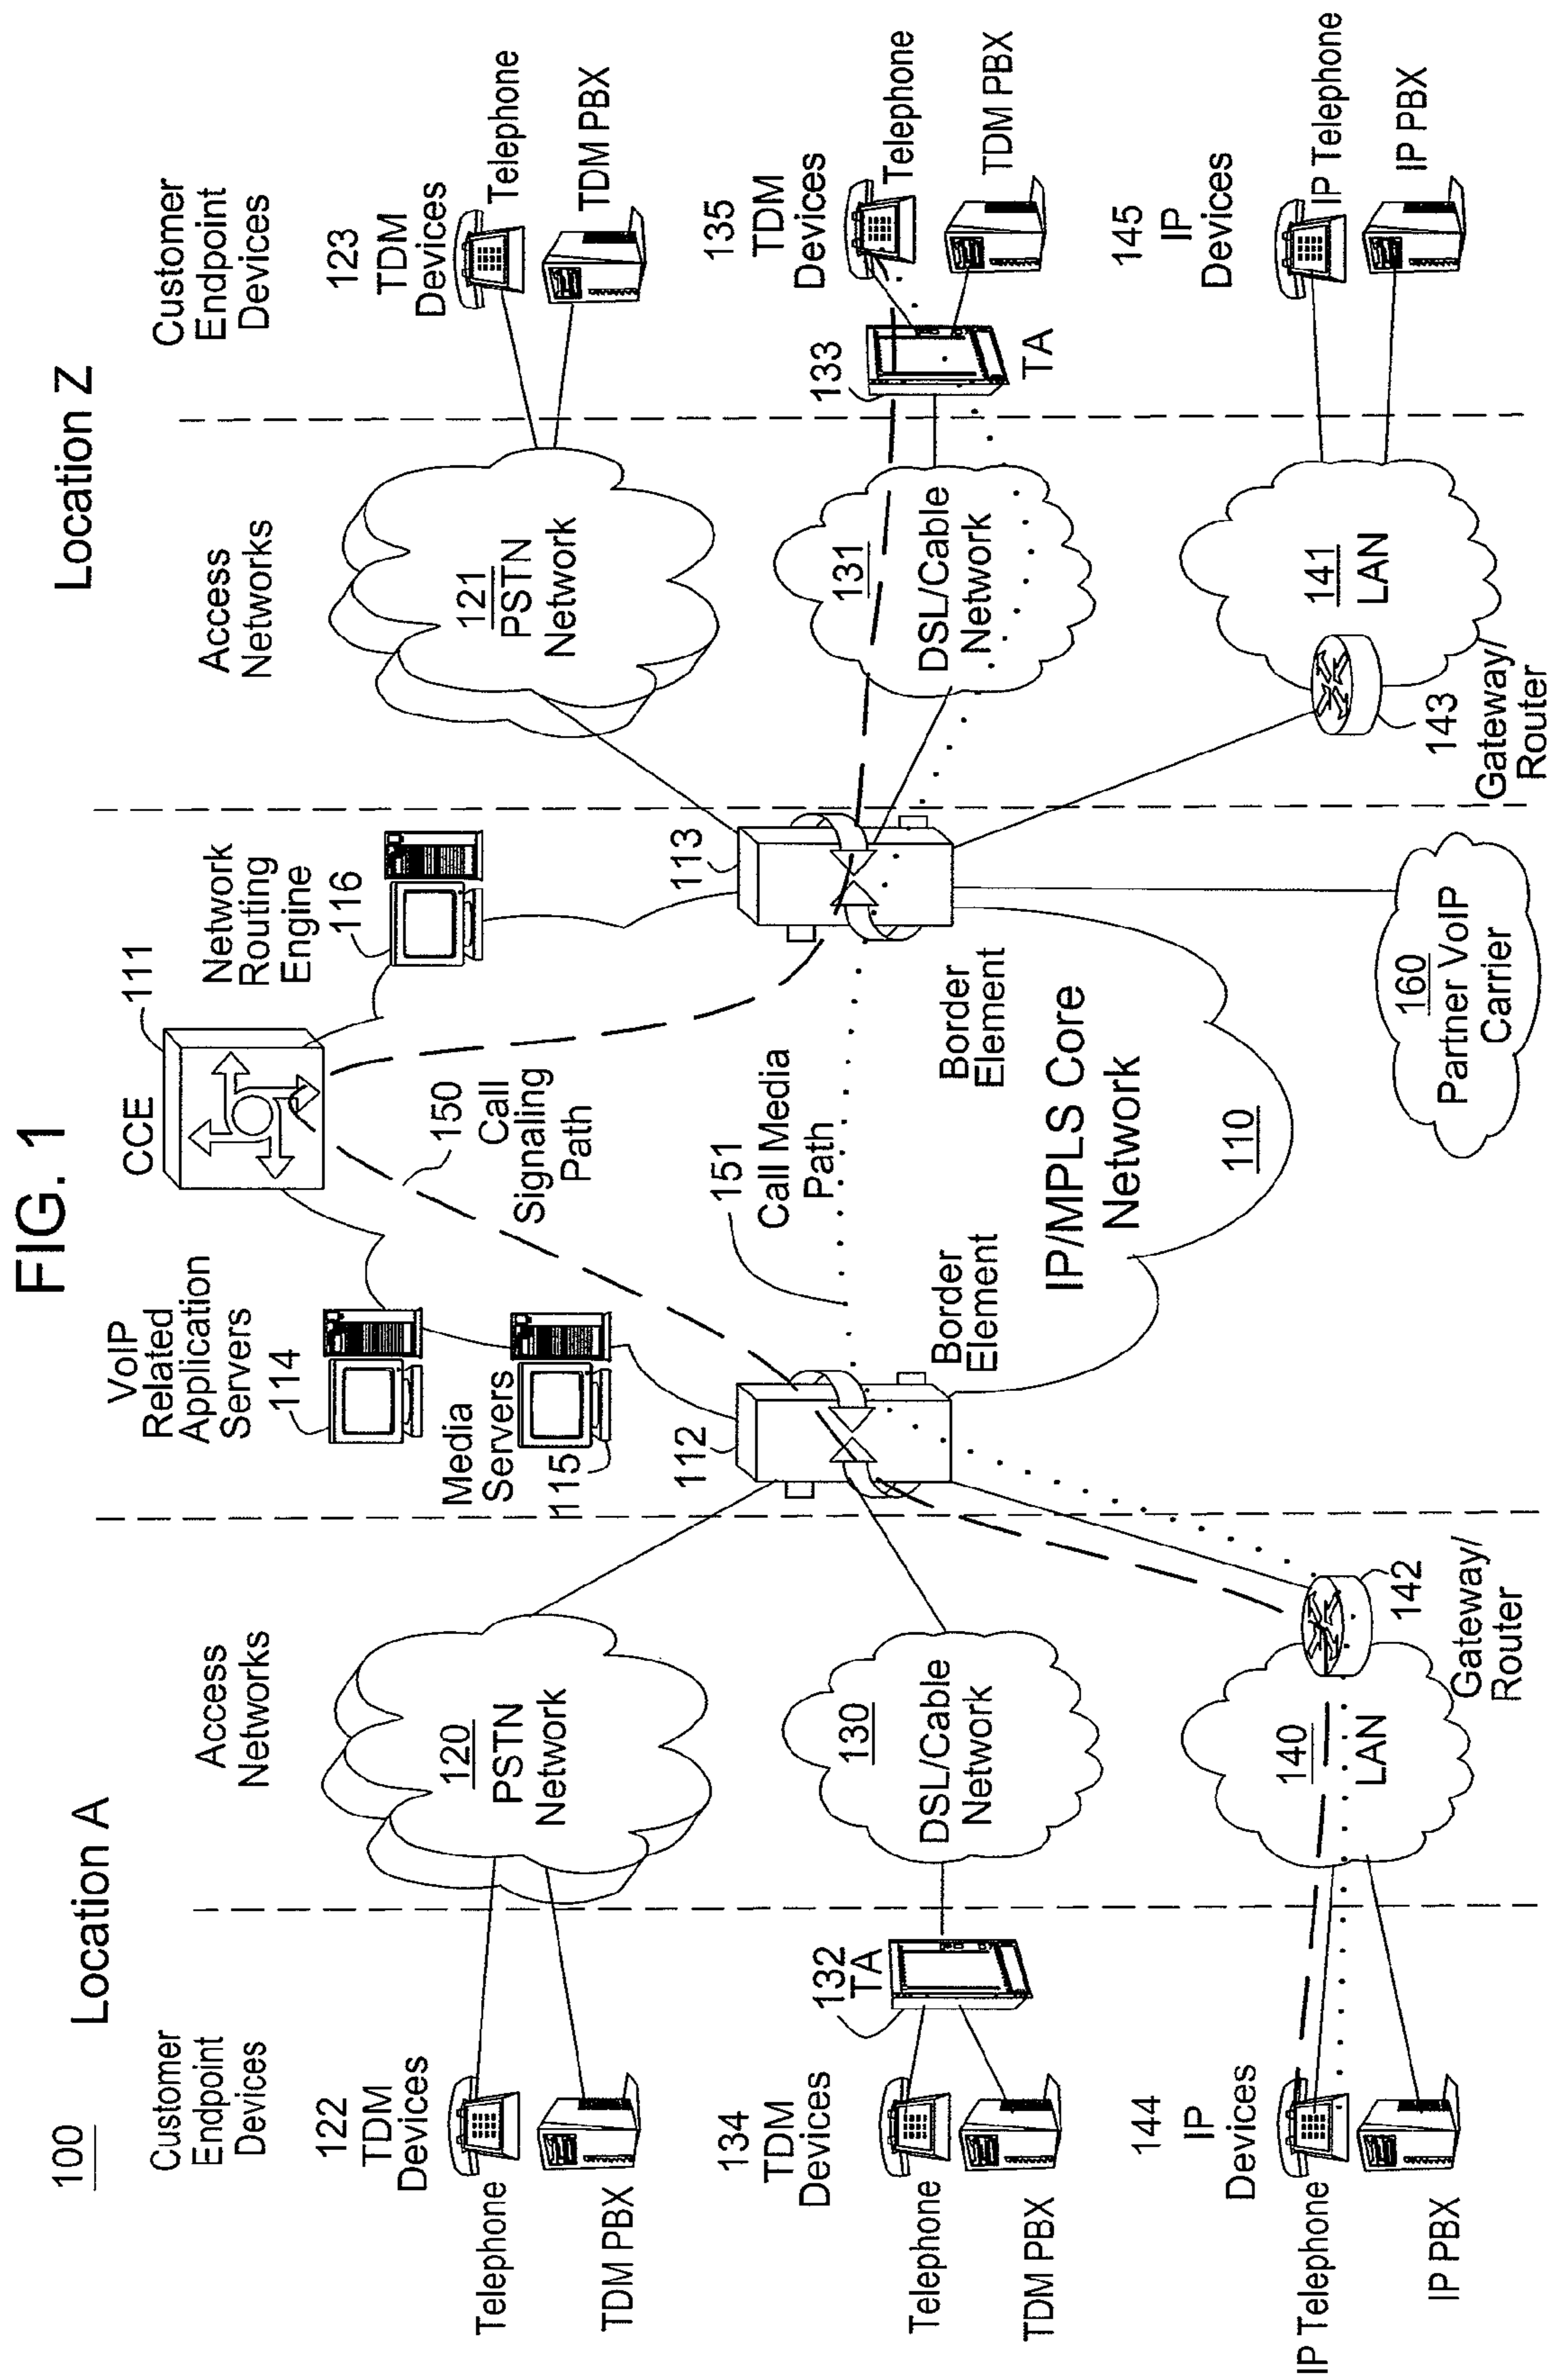 FIG. 1
100
Location A
Location Z
Customer
Endpoint
Devices
Access
Networks
VoIP
Related
Application
Servers
114
CCE
111
Network
Routing
Engine
116
Access
Networks
Customer
Endpoint
Devices
122
TDM
Devices
Telephone
TDM PBX
120
PSTN
Network
Media
Servers
115
150
Call
Signaling
Path
121
PSTN
Network
123
TDM
Devices
Telephone
TDM PBX
134
TDM
Devices
Telephone
TDM PBX
132
TA
130
DSL/Cable
Network
112
Border
Element
151
Call Media
Path
113
Border
Element
131
DSL/Cable
Network
133
TA
135
TDM
Devices
Telephone
TDM PBX
IP/MPLS Core
Network
110
144
IP
Devices
IP Telephone
IP PBX
140
LAN
142
Gateway/
Router
160
Partner VoIP
Carrier
141
LAN
143
Gateway/
Router
145
IP
Devices
IP Telephone
IP PBX